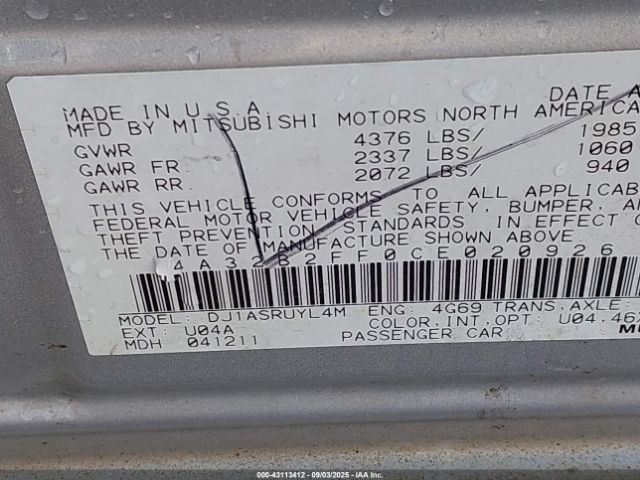 DATE
MADE IN U.S.A
MFD BY MITSUBISHI MOTORS NORTH AMERICA
GVWR 4376 LBS/ 1985
GAWR FR. 2337 LBS/ 1060
GAWR RR. 2072 LBS/ 940
THIS VEHICLE CONFORMS TO ALL APPLICAB
FEDERAL MOTOR VEHICLE SAFETY, BUMPER, A
THEFT PREVENTION STANDARDS IN EFFECT
THE DATE OF MANUFACTURE SHOWN ABOVE
4A32B2FF0CE020926
MODEL: DJ1ASRUYL4M ENG: 4G69 TRANS.AXLE:
EXT: U04A COLOR,INT,OPT: U04.46
MDH 041211 PASSENGER CAR
000-43113412 - 09/03/2025 - IAA Inc.